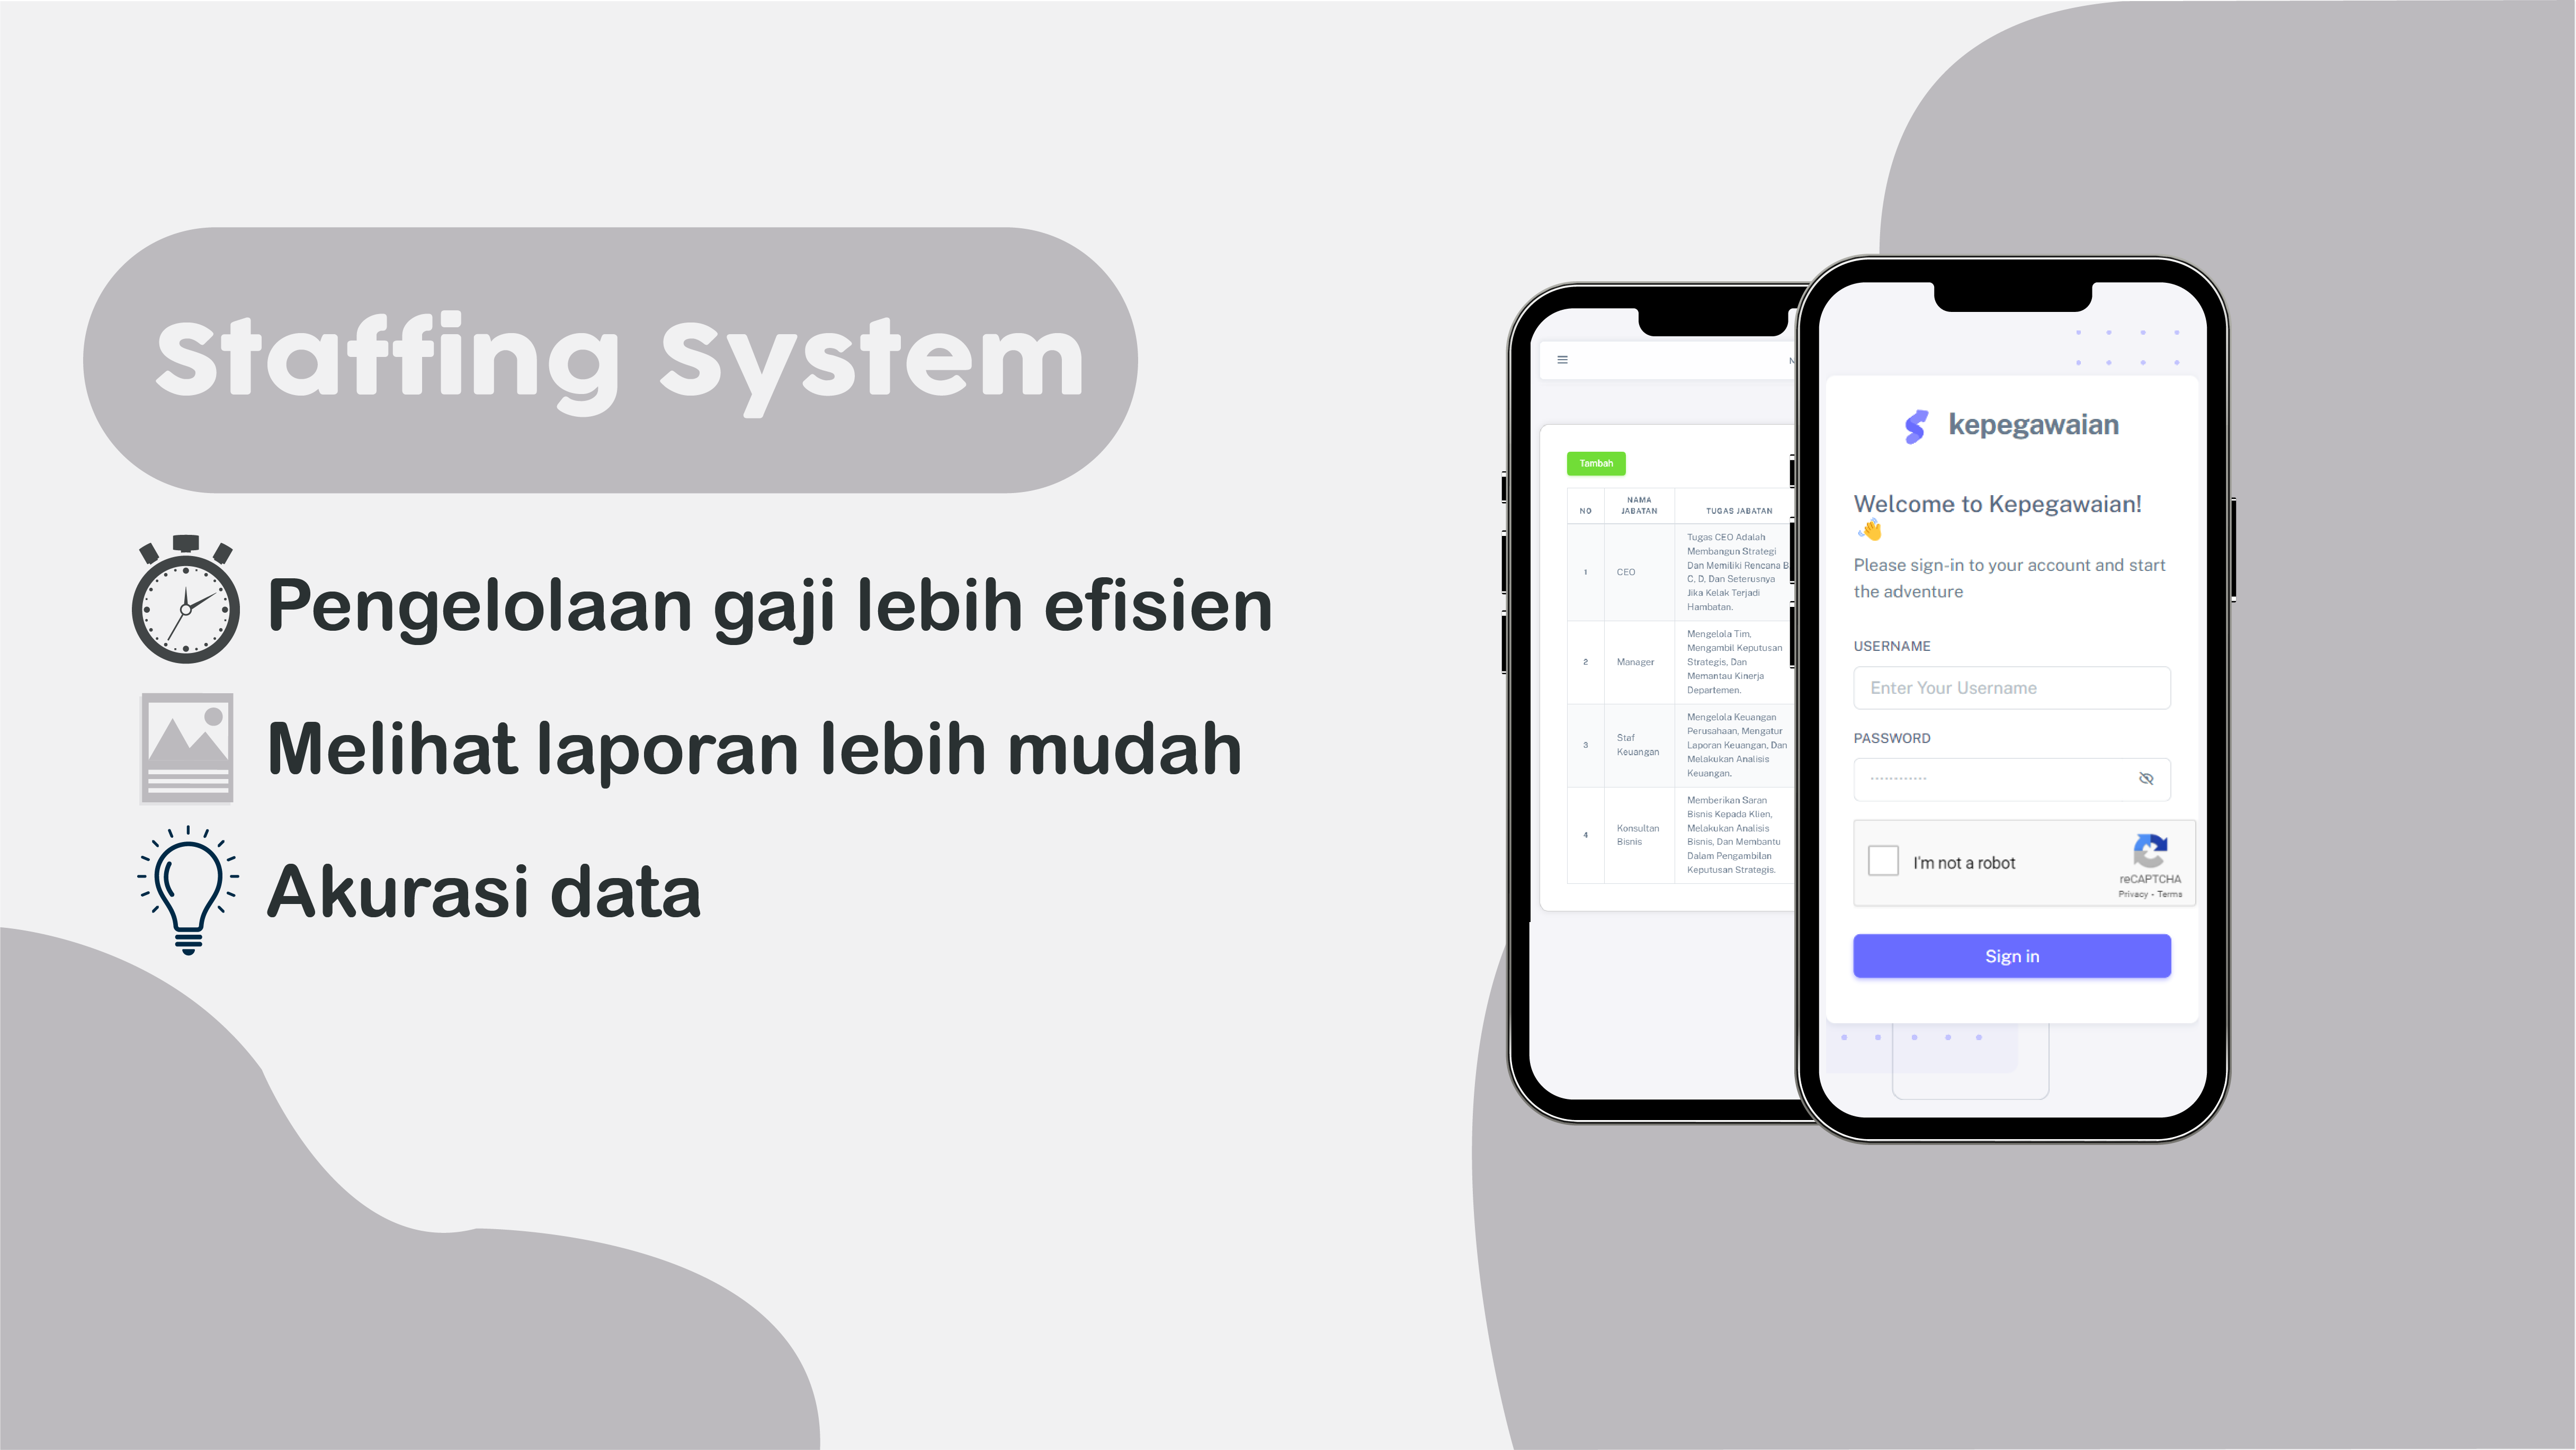 Staffing System
Pengelolaan gaji lebih efisien
Melihat laporan lebih mudah
Akurasi data
Tambah
NO
NAMA
JABATAN
TUGAS JABATAN
1
CEO
Tugas CEO Adalah
Membangun Strategi
Dan Memiliki Rencana B
C, D, Dan Seterusnya
Jika Kelak Terjadi
Hambatan.
2
Manager
Mengelola Tim,
Mengambil Keputusan
Strategis, Dan
Memantau Kinerja
Departemen.
3
Staf
Keuangan
Mengelola Keuangan
Perusahaan, Mengatur
Laporan Keuangan, Dan
Melakukan Analisis
Keuangan.
4
Konsultan
Bisnis
Memberikan Saran
Bisnis Kepada Klien,
Melakukan Analisis
Bisnis, Dan Membantu
Dalam Pengambilan
Keputusan Strategis.
kepegawaian
Welcome to Kepegawaian!
👋
Please sign-in to your account and start
the adventure
USERNAME
Enter Your Username
PASSWORD
············
I'm not a robot
reCAPTCHA
Privacy - Terms
Sign in